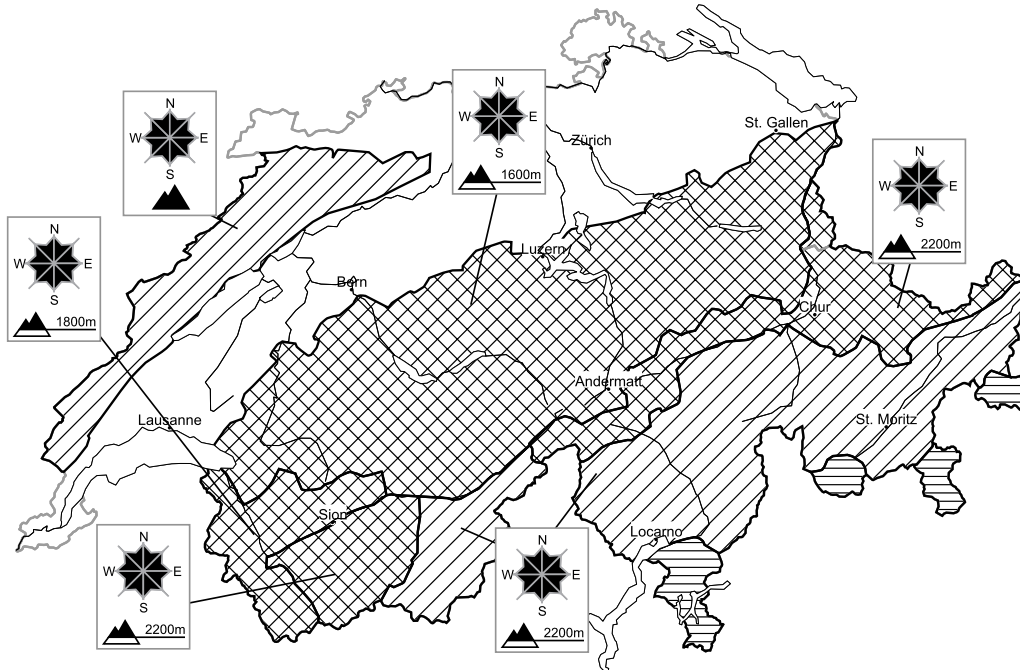 N
W E
S
1600m
N
W E
S
Zürich
St. Gallen
N
W E
S
2200m
N
W E
S
1800m
Luzern
Bern
Chur
Andermatt
Lausanne
St. Moritz
Sion
Locarno
N
W E
S
2200m
N
W E
S
2200m